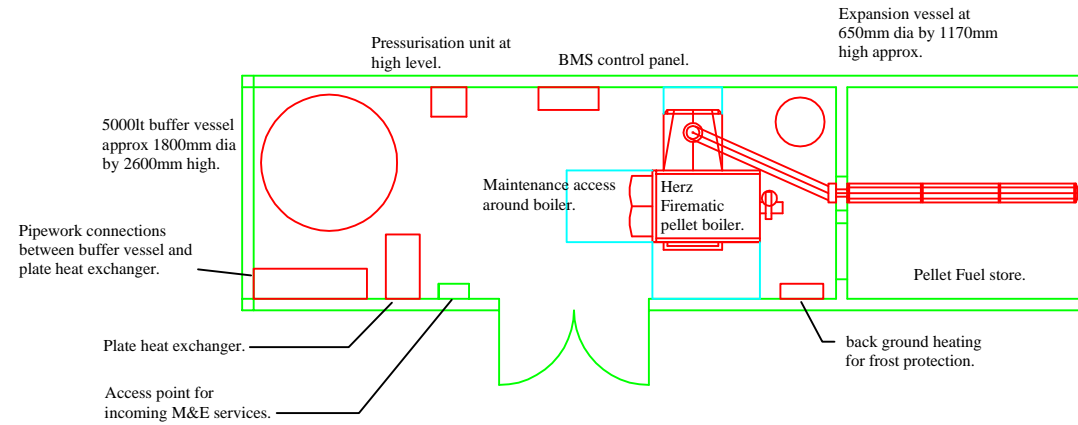 Expansion vessel at
650mm dia by 1170mm
high approx.
Pressurisation unit at
high level.
BMS control panel.
5000lt buffer vessel
approx 1800mm dia
by 2600mm high.
Maintenance access
around boiler.
Herz
Firematic
pellet boiler.
Pipework connections
between buffer vessel and
plate heat exchanger.
Pellet Fuel store.
Plate heat exchanger.
back ground heating
for frost protection.
Access point for
incoming M&E services.